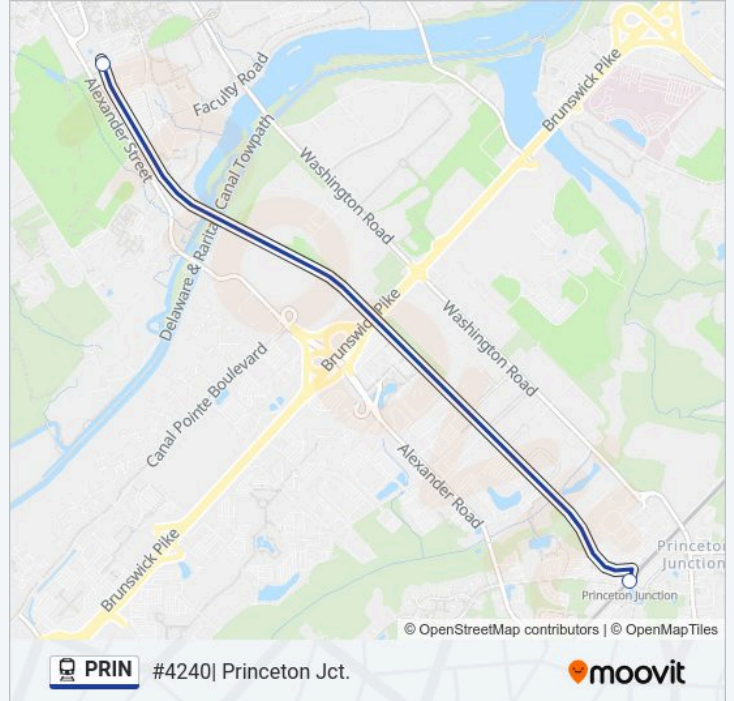 Faculty Road
Alexander Street
Brunswick Pike
Delaware & Raritan Canal Towpath
Washington Road
Brunswick Pike
Washington Road
Canal Pointe Boulevard
Alexander Road
Brunswick Pike
Princeton
Junction
Princeton Junction
© OpenStreetMap contributors | © OpenMapTiles
PRIN #4240| Princeton Jct.
moovit